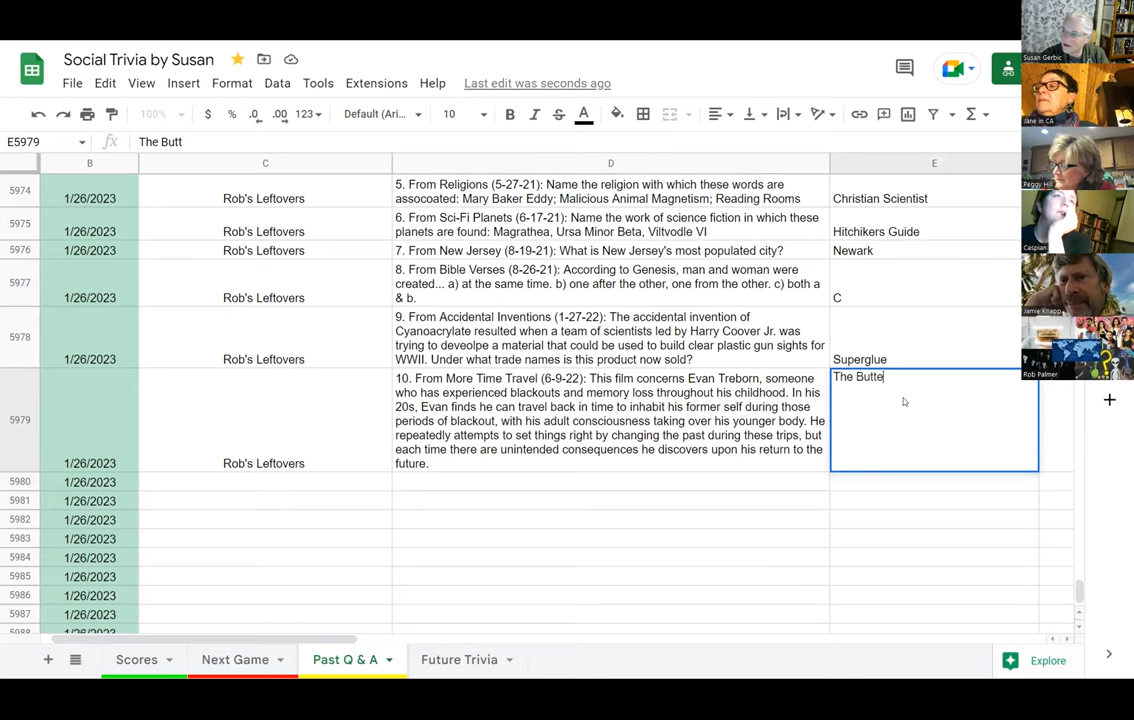 Social Trivia by Susan
File Edit View Insert Format Data Tools Extensions Help Last edit was seconds ago
100% $ % .0 .00 123 Default (Ari... 10 B I S A
E5979 fx The Butt
B C D E
5974 1/26/2023 Rob's Leftovers 5. From Religions (5-27-21): Name the religion with which these words are
assocoated: Mary Baker Eddy; Malicious Animal Magnetism; Reading Rooms Christian Scientist
5975 1/26/2023 Rob's Leftovers 6. From Sci-Fi Planets (6-17-21): Name the work of science fiction in which these
planets are found: Magrathea, Ursa Minor Beta, Viltvodle VI Hitchikers Guide
5976 1/26/2023 Rob's Leftovers 7. From New Jersey (8-19-21): What is New Jersey's most populated city? Newark
5977 1/26/2023 Rob's Leftovers 8. From Bible Verses (8-26-21): According to Genesis, man and woman were
created... a) at the same time. b) one after the other, one from the other. c) both a
& b. C
5978 1/26/2023 Rob's Leftovers 9. From Accidental Inventions (1-27-22): The accidental invention of
Cyanoacrylate resulted when a team of scientists led by Harry Coover Jr. was
trying to deveolpe a material that could be used to build clear plastic gun sights for
WWII. Under what trade names is this product now sold? Superglue
5979 1/26/2023 Rob's Leftovers 10. From More Time Travel (6-9-22): This film concerns Evan Treborn, someone
who has experienced blackouts and memory loss throughout his childhood. In his
20s, Evan finds he can travel back in time to inhabit his former self during those
periods of blackout, with his adult consciousness taking over his younger body. He
repeatedly attempts to set things right by changing the past during these trips, but
each time there are unintended consequences he discovers upon his return to the
future. The Butte
5980 1/26/2023
5981 1/26/2023
5982 1/26/2023
5983 1/26/2023
5984 1/26/2023
5985 1/26/2023
5986 1/26/2023
5987 1/26/2023
Scores Next Game Past Q & A Future Trivia Explore
Susan Gerbic
Jane in CA
Peggy Hill
Caspian
Jamie Knapp
Rob Palmer